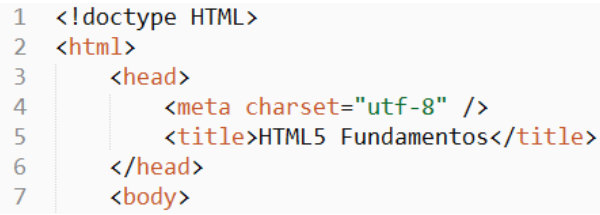 1 <!doctype HTML>
2 <html>
3 <head>
4 <meta charset="utf-8" />
5 <title>HTML5 Fundamentos</title>
6 </head>
7 <body>